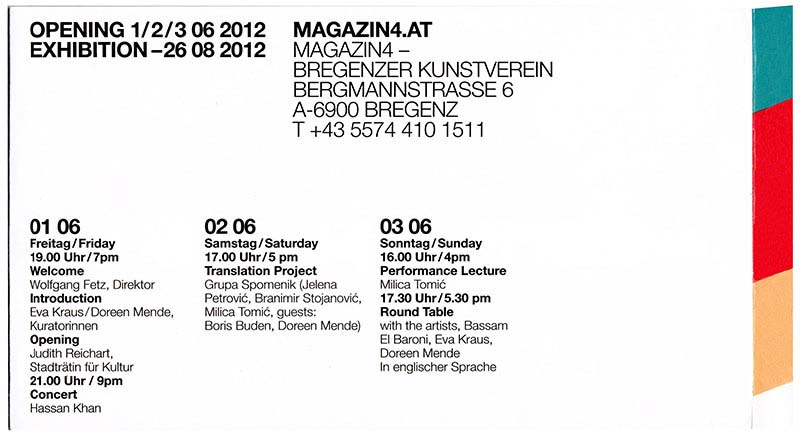 OPENING 1/2/3 06 2012
EXHIBITION –26 08 2012
MAGAZIN4.AT
MAGAZIN4 –
BREGENZER KUNSTVEREIN
BERGMANNSTRASSE 6
A-6900 BREGENZ
T +43 5574 410 1511
01 06
Freitag/Friday
19.00 Uhr/7pm
Welcome
Wolfgang Fetz, Direktor
Introduction
Eva Kraus/Doreen Mende,
Kuratorinnen
Opening
Judith Reichart,
Stadträtin für Kultur
21.00 Uhr / 9pm
Concert
Hassan Khan
02 06
Samstag/Saturday
17.00 Uhr/5 pm
Translation Project
Grupa Spomenik (Jelena
Petrović, Branimir Stojanović,
Milica Tomić, guests:
Boris Buden, Doreen Mende)
03 06
Sonntag/Sunday
16.00 Uhr/4pm
Performance Lecture
Milica Tomić
17.30 Uhr/5.30 pm
Round Table
with the artists, Bassam
El Baroni, Eva Kraus,
Doreen Mende
In englischer Sprache